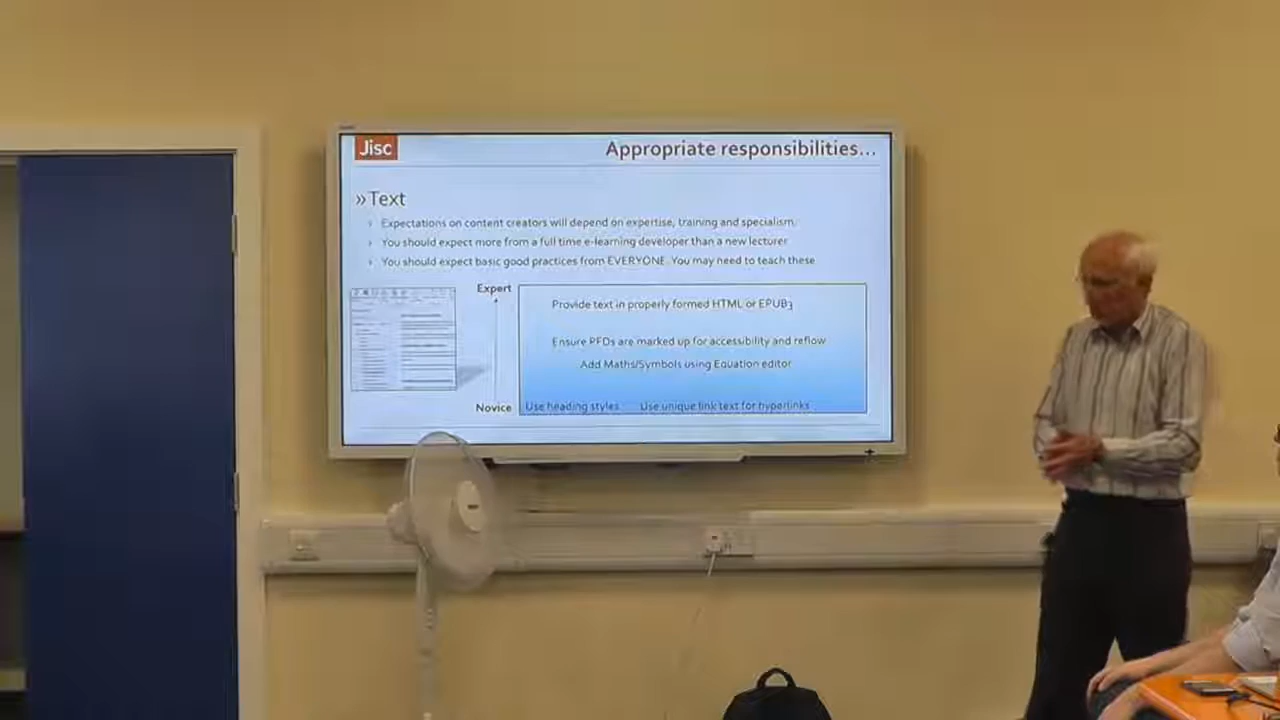 Jisc
Appropriate responsibilities...
» Text
› Expectations on content creators will depend on expertise, training and specialism.
› You should expect more from a full time e-learning developer than a new lecturer
› You should expect basic good practices from EVERYONE. You may need to teach these
Expert
Provide text in properly formed HTML or EPUB3
Ensure PFDs are marked up for accessibility and reflow
Add Maths/Symbols using Equation editor
Novice
Use heading styles Use unique link text for hyperlinks